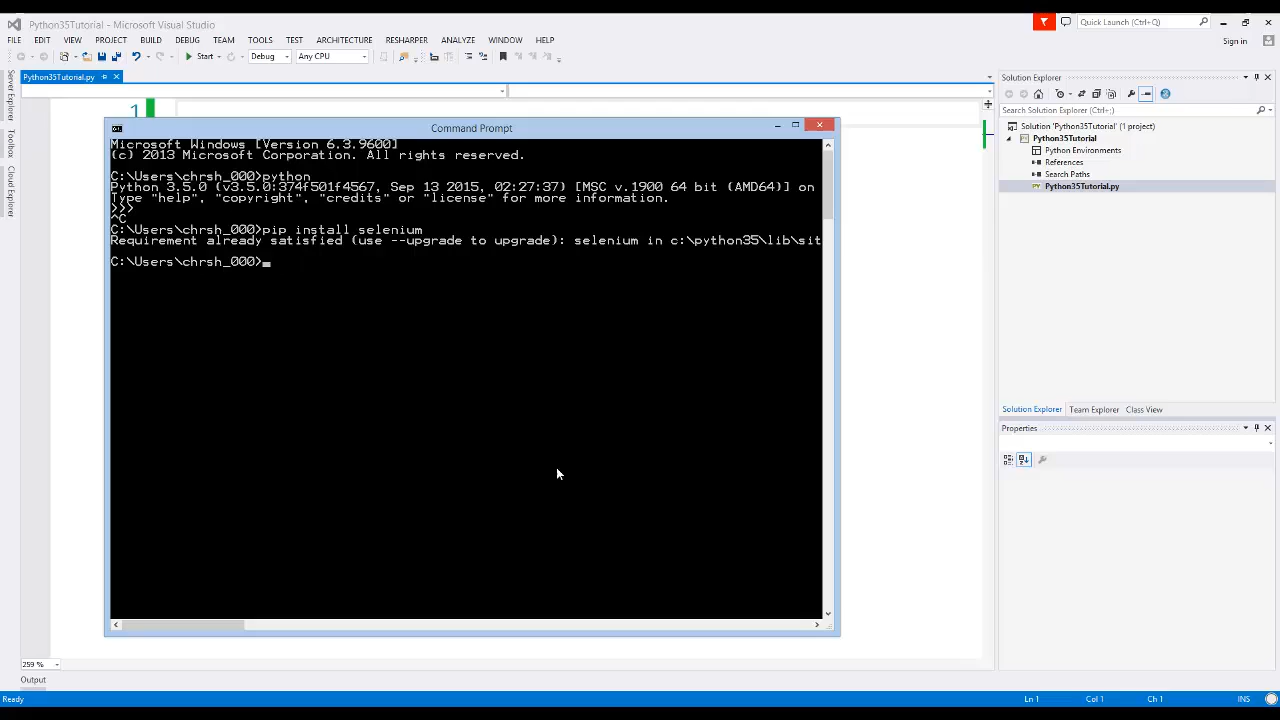 Python35Tutorial - Microsoft Visual Studio
Quick Launch (Ctrl+Q)
FILE EDIT VIEW PROJECT BUILD DEBUG TEAM TOOLS TEST ARCHITECTURE RESHARPER ANALYZE WINDOW HELP
Sign in
Start Debug Any CPU
Server Explorer
Toolbox
Cloud Explorer
Python35Tutorial.py
1
Command Prompt
Microsoft Windows [Version 6.3.9600]
(c) 2013 Microsoft Corporation. All rights reserved.
C:\Users\chrsh_000>python
Python 3.5.0 (v3.5.0:374f501f4567, Sep 13 2015, 02:27:37) [MSC v.1900 64 bit (AMD64)] on
Type "help", "copyright", "credits" or "license" for more information.
>>>
^C
C:\Users\chrsh_000>pip install selenium
Requirement already satisfied (use --upgrade to upgrade): selenium in c:\python35\lib\sit
C:\Users\chrsh_000>
Solution Explorer
Search Solution Explorer (Ctrl+;)
Solution 'Python35Tutorial' (1 project)
Python35Tutorial
Python Environments
References
Search Paths
Python35Tutorial.py
Solution Explorer Team Explorer Class View
Properties
259 %
Output
Ready Ln 1 Col 1 Ch 1 INS